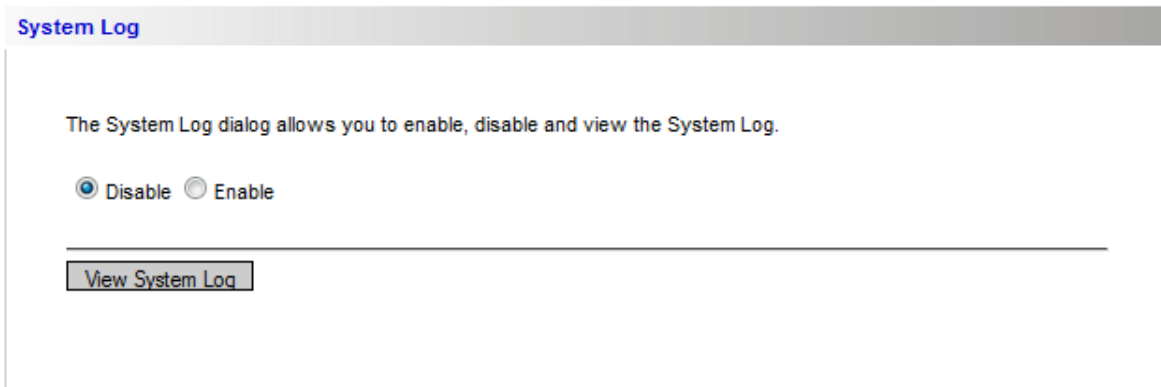 System Log
The System Log dialog allows you to enable, disable and view the System Log.
Disable Enable
View System Log